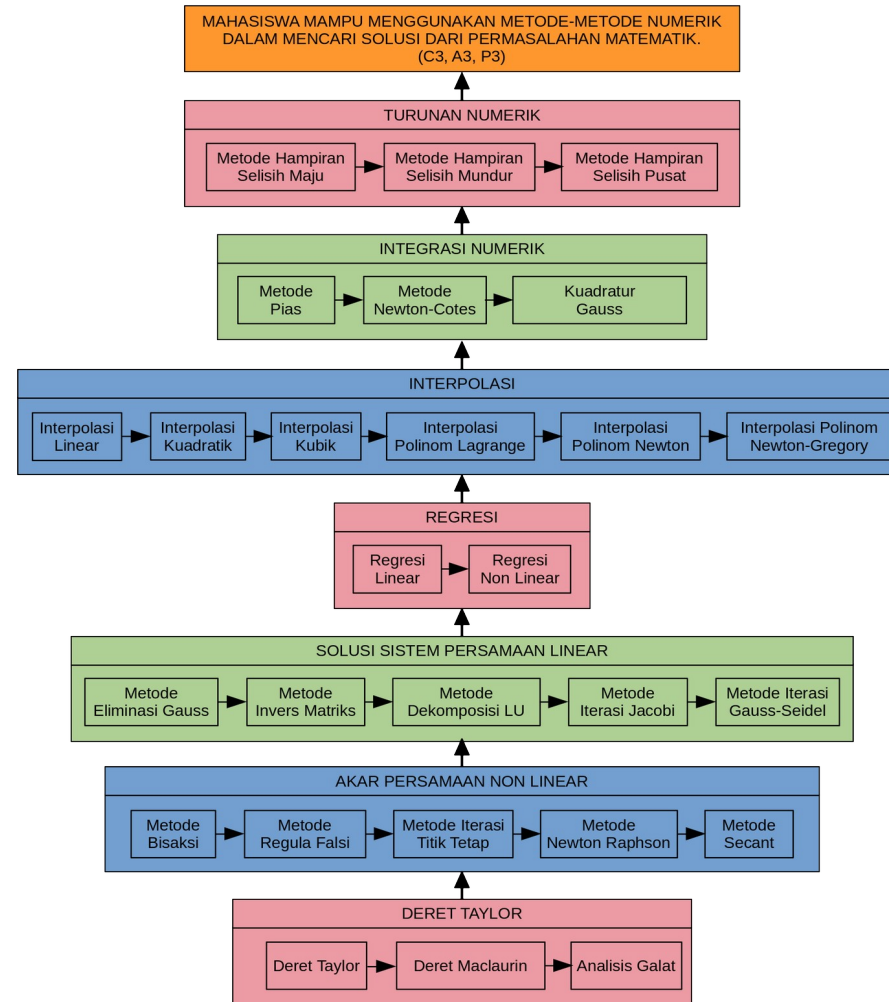 MAHASISWA MAMPU MENGGUNAKAN METODE-METODE NUMERIK
DALAM MENCARI SOLUSI DARI PERMASALAHAN MATEMATIK.
(C3, A3, P3)
TURUNAN NUMERIK
Metode Hampiran
Selisih Maju
Metode Hampiran
Selisih Mundur
Metode Hampiran
Selisih Pusat
INTEGRASI NUMERIK
Metode
Pias
Metode
Newton-Cotes
Kuadratur
Gauss
INTERPOLASI
Interpolasi
Linear
Interpolasi
Kuadratik
Interpolasi
Kubik
Interpolasi
Polinom Lagrange
Interpolasi
Polinom Newton
Interpolasi Polinom
Newton-Gregory
REGRESI
Regresi
Linear
Regresi
Non Linear
SOLUSI SISTEM PERSAMAAN LINEAR
Metode
Eliminasi Gauss
Metode
Invers Matriks
Metode
Dekomposisi LU
Metode
Iterasi Jacobi
Metode Iterasi
Gauss-Seidel
AKAR PERSAMAAN NON LINEAR
Metode
Bisaksi
Metode
Regula Falsi
Metode Iterasi
Titik Tetap
Metode
Newton Raphson
Metode
Secant
DERET TAYLOR
Deret Taylor
Deret Maclaurin
Analisis Galat